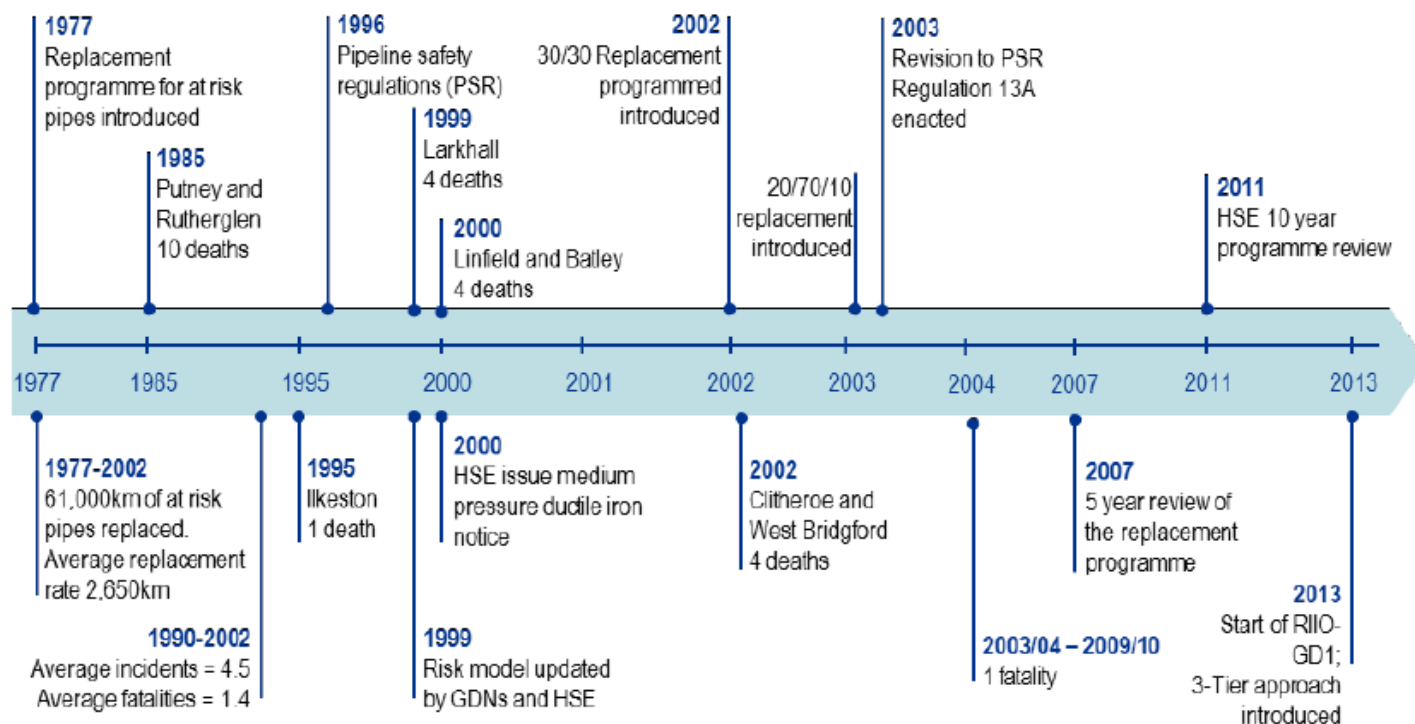 1977
Replacement
programme for at risk
pipes introduced
1985
Putney and
Rutherglen
10 deaths
1996
Pipeline safety
regulations (PSR)
1999
Larkhall
4 deaths
2000
Linfield and Batley
4 deaths
2002
30/30 Replacement
programmed
introduced
20/70/10
replacement
introduced
2003
Revision to PSR
Regulation 13A
enacted
2011
HSE 10 year
programme review
1977
1985
1995
2000
2001
2002
2003
2004
2007
2011
2013
1977-2002
61,000km of at risk
pipes replaced.
Average replacement
rate 2,650km
1990-2002
Average incidents = 4.5
Average fatalities = 1.4
1995
Ilkeston
1 death
1999
Risk model updated
by GDNs and HSE
2000
HSE issue medium
pressure ductile iron
notice
2002
Clitheroe and
West Bridgford
4 deaths
2003/04 – 2009/10
1 fatality
2007
5 year review of
the replacement
programme
2013
Start of RIIO-
GD1;
3-Tier approach
introduced